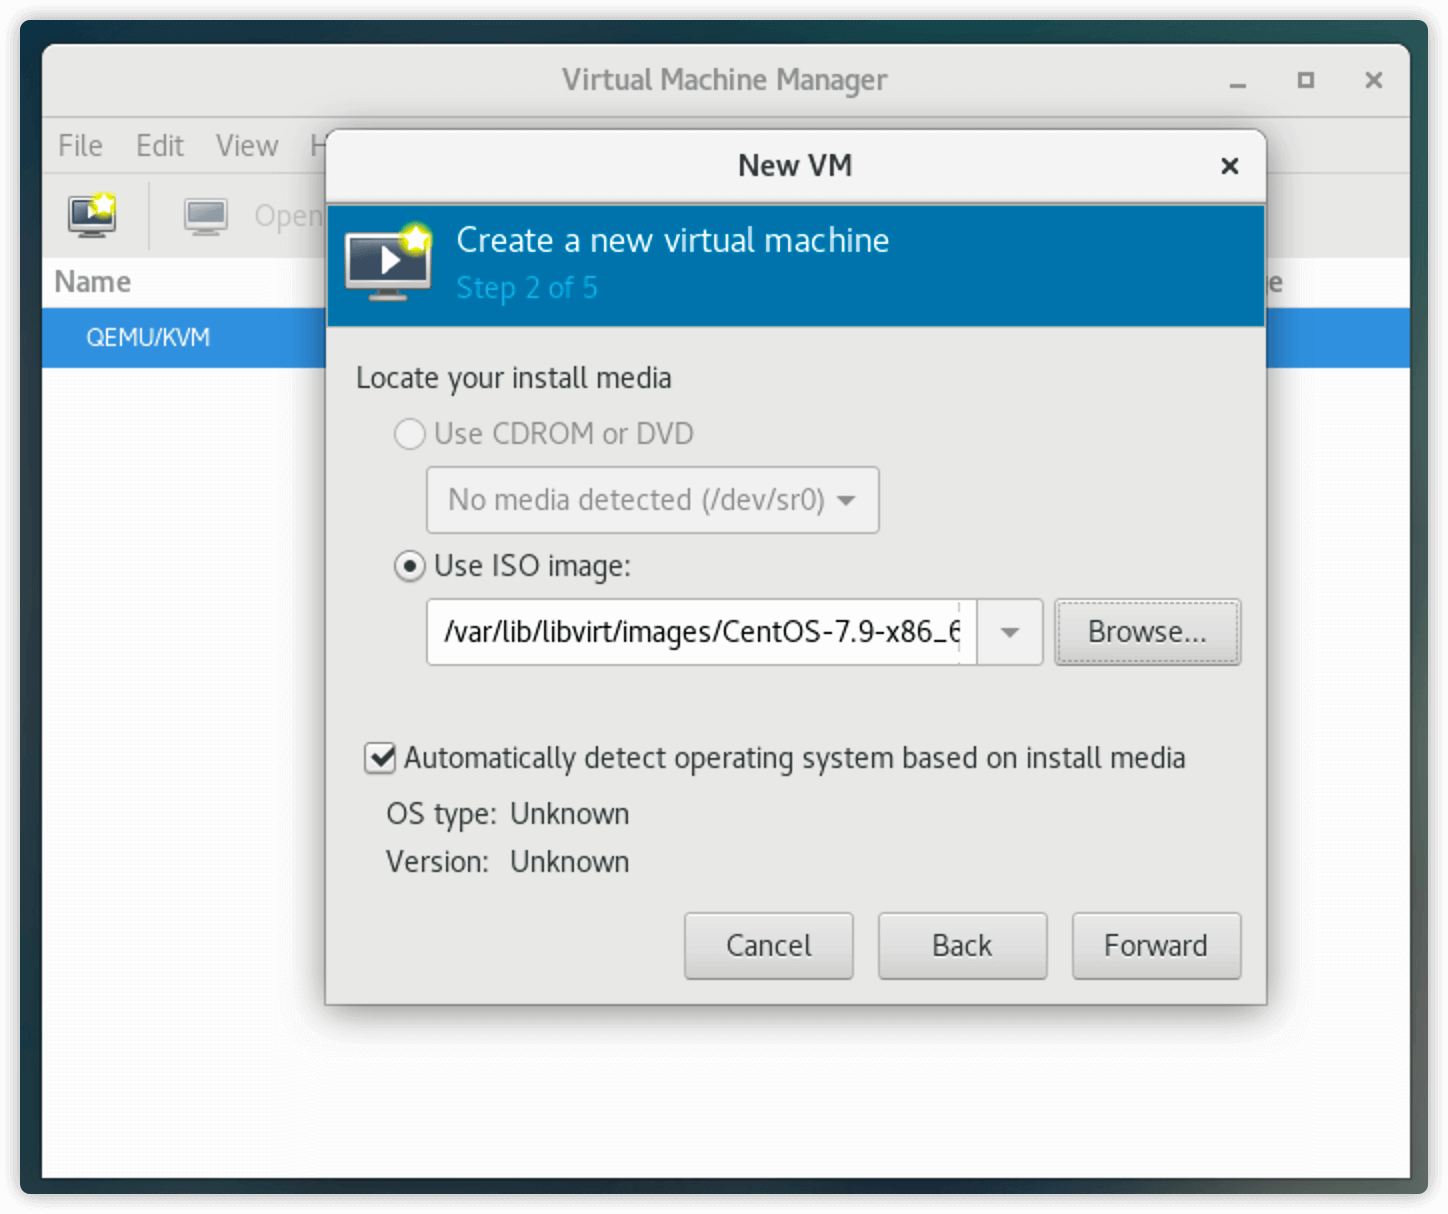 Virtual Machine Manager
File Edit View
New VM
Open
Create a new virtual machine
Step 2 of 5
Name
QEMU/KVM
Locate your install media
Use CDROM or DVD
No media detected (/dev/sr0)
Use ISO image:
/var/lib/libvirt/images/CentOS-7.9-x86_6
Browse...
Automatically detect operating system based on install media
OS type: Unknown
Version: Unknown
Cancel Back Forward